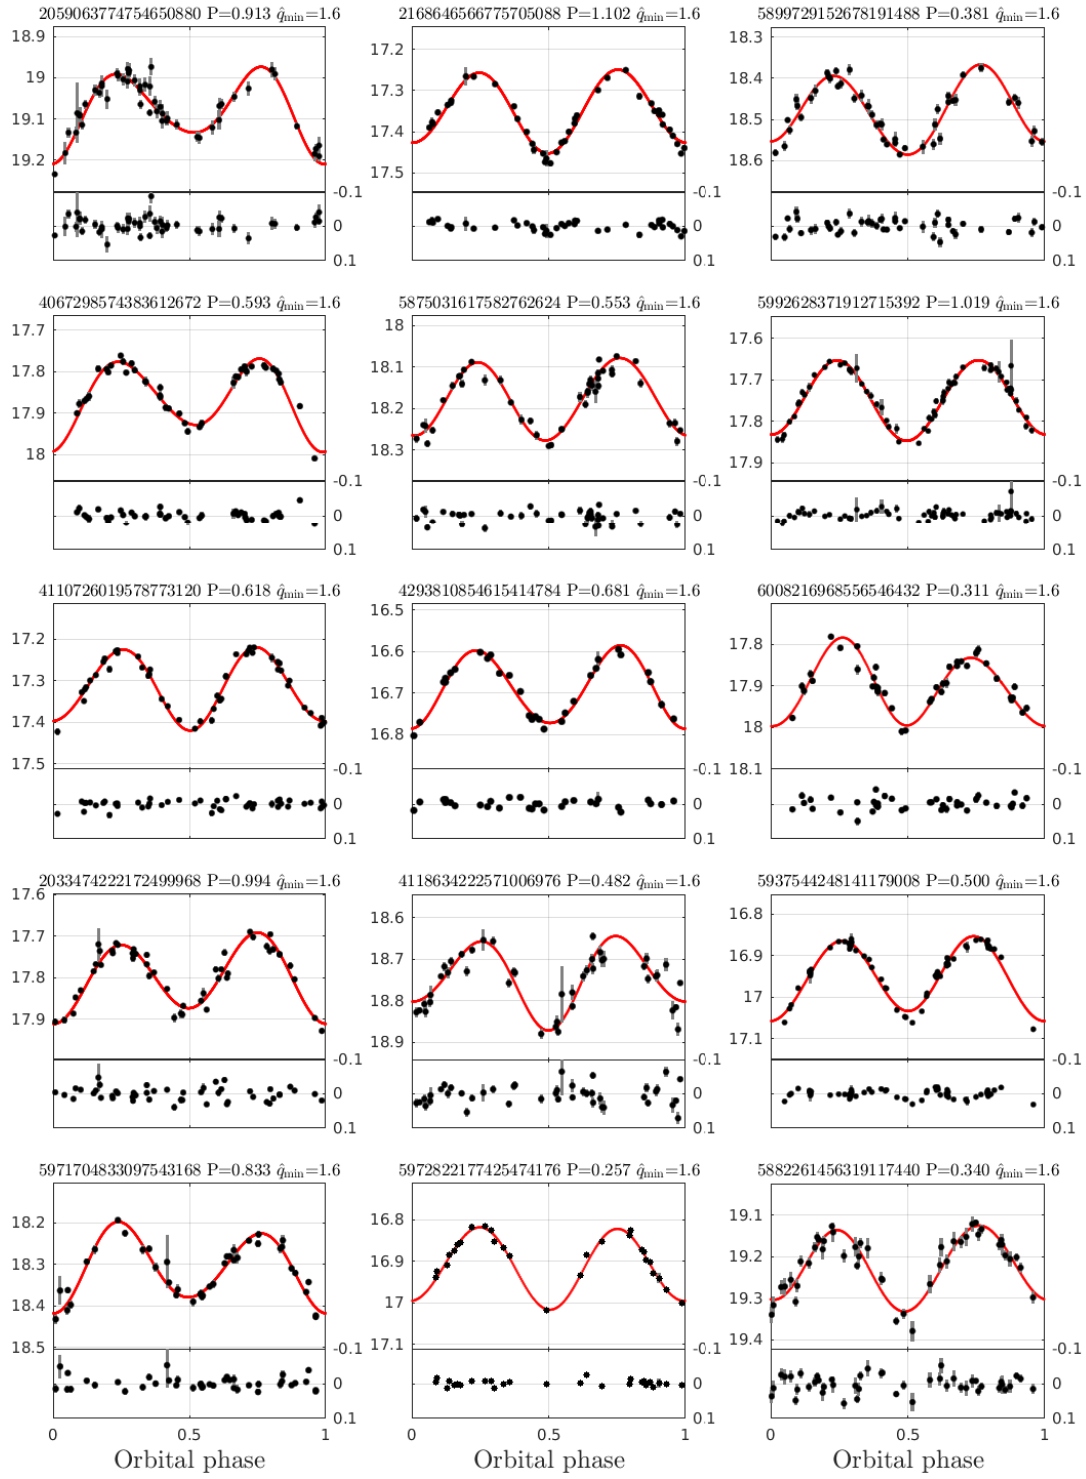 2059063774754650880 P=0.913 q̂min=1.6 2168646566775705088 P=1.102 q̂min=1.6 5899729152678191488 P=0.381 q̂min=1.6
18.9 17.2 18.3
19 17.3 18.4
19.1 17.4 18.5
19.2 17.5 18.6
-0.1 -0.1 -0.1
0 0 0
0.1 0.1 0.1
4067298574383612672 P=0.593 q̂min=1.6 5875031617582762624 P=0.553 q̂min=1.6 5992628371912715392 P=1.019 q̂min=1.6
17.7 18 17.6
17.8 18.1 17.7
17.9 18.2 17.8
18 18.3 17.9
-0.1 -0.1 -0.1
0 0 0
0.1 0.1 0.1
4110726019578773120 P=0.618 q̂min=1.6 4293810854615414784 P=0.681 q̂min=1.6 6008216968556546432 P=0.311 q̂min=1.6
17.2 16.5 17.8
17.3 16.6 17.9
17.4 16.7 18
17.5 16.8 18.1
-0.1 -0.1 -0.1
0 0 0
0.1 0.1 0.1
2033474222172499968 P=0.994 q̂min=1.6 4118634222571006976 P=0.482 q̂min=1.6 5937544248141179008 P=0.500 q̂min=1.6
17.6 18.6 16.8
17.7 18.7 16.9
17.8 18.8 17
17.9 18.9 17.1
-0.1 -0.1 -0.1
0 0 0
0.1 0.1 0.1
5971704833097543168 P=0.833 q̂min=1.6 5972822177425474176 P=0.257 q̂min=1.6 5882261456319117440 P=0.340 q̂min=1.6
18.2 16.8 19.1
18.3 16.9 19.2
18.4 17 19.3
18.5 17.1 19.4
-0.1 -0.1 -0.1
0 0 0
0.1 0.1 0.1
0 0.5 1 0 0.5 1 0 0.5 1
Orbital phase Orbital phase Orbital phase